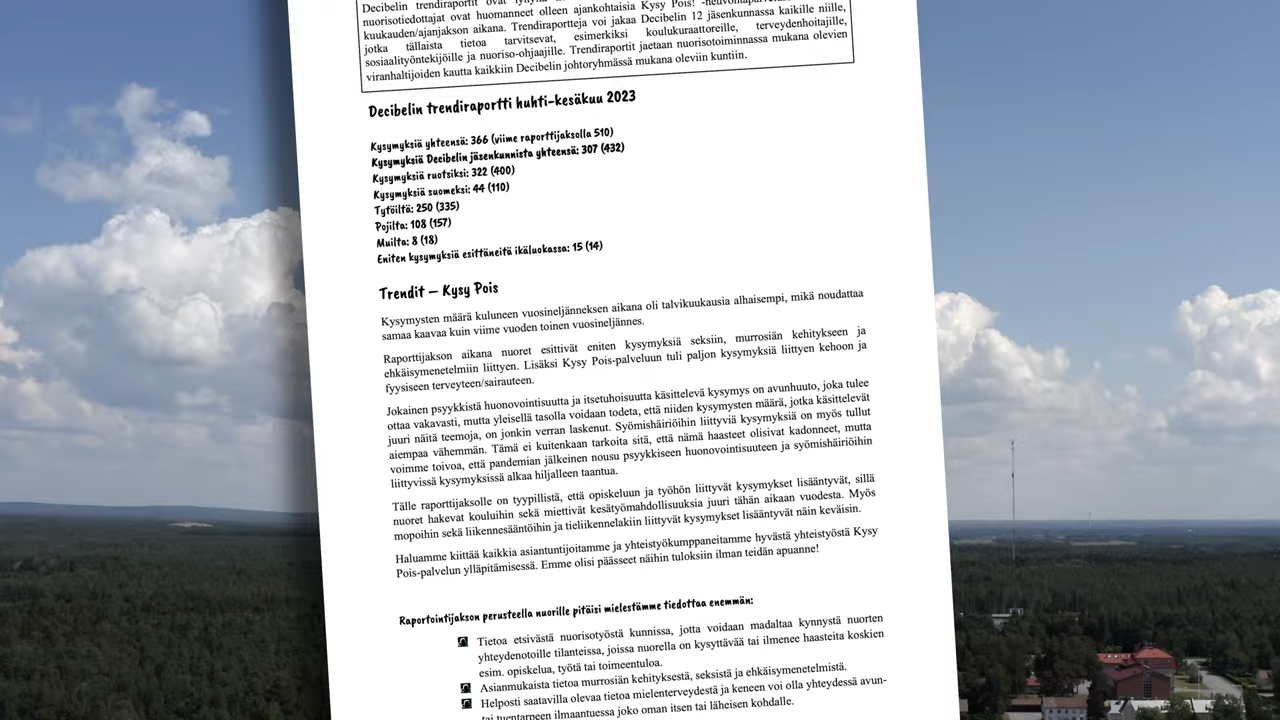 Decibelin trendiraportit ovat
nuorisotiedottajat ovat huomanneet olleen ajankohtaisia Kysy Pois!
kuukauden/ajanjakson aikana. Trendiraportteja voi jakaa Decibelin 12 jäsenkunnassa kaikille niille,
jotka tällaista tietoa tarvitsevat, esimerkiksi koulukuraattoreille, terveydenhoitajille,
sosiaalityöntekijöille ja nuoriso-ohjaajille. Trendiraportit jaetaan nuorisotoiminnassa mukana olevien
viranhaltijoiden kautta kaikkiin Decibelin johtoryhmässä mukana oleviin kuntiin.
Decibelin trendiraportti huhti-kesäkuu 2023
Kysymyksiä yhteensä: 366 (viime raporttijaksolla 510)
Kysymyksiä Decibelin jäsenkunnista yhteensä: 307 (432)
Kysymyksiä ruotsiksi: 322 (400)
Kysymyksiä suomeksi: 44 (110)
Tytöiltä: 250 (335)
Pojilta: 108 (157)
Muilta: 8 (18)
Eniten kysymyksiä esittäneitä ikäluokassa: 15 (14)
Trendit – Kysy Pois
Kysymysten määrä kuluneen vuosineljänneksen aikana oli talvikuukausia alhaisempi, mikä noudattaa
samaa kaavaa kuin viime vuoden toinen vuosineljännes.
Raporttijakson aikana nuoret esittivät eniten kysymyksiä seksiin, murrosiän kehitykseen ja
ehkäisymenetelmiin liittyen. Lisäksi Kysy Pois-palveluun tuli paljon kysymyksiä liittyen kehoon ja
fyysiseen terveyteen/sairauteen.
Jokainen psyykkistä huonovointisuutta ja itsetuhoisuutta käsittelevä kysymys on avunhuuto, joka tulee
ottaa vakavasti, mutta yleisellä tasolla voidaan todeta, että niiden kysymysten määrä, jotka käsittelevät
juuri näitä teemoja, on jonkin verran laskenut. Syömishäiriöihin liittyviä kysymyksiä on myös tullut
aiempaa vähemmän. Tämä ei kuitenkaan tarkoita sitä, että nämä haasteet olisivat kadonneet, mutta
voimme toivoa, että pandemian jälkeinen nousu psyykkiseen huonovointisuuteen ja syömishäiriöihin
liittyvissä kysymyksissä alkaa hiljalleen taantua.
Tälle raporttijaksolle on tyypillistä, että opiskeluun ja työhön liittyvät kysymykset lisääntyvät, sillä
nuoret hakevat kouluihin sekä miettivät kesätyömahdollisuuksia juuri tähän aikaan vuodesta. Myös
mopoihin sekä liikennesääntöihin ja tieliikennelakiin liittyvät kysymykset lisääntyvät näin keväisin.
Haluamme kiittää kaikkia asiantuntijoitamme ja yhteistyökumppaneitamme hyvästä yhteistyöstä Kysy
Pois-palvelun ylläpitämisessä. Emme olisi päässeet näihin tuloksiin ilman teidän apuanne!
Raportointijakson perusteella nuorille pitäisi mielestämme tiedottaa enemmän:
Tietoa etsivästä nuorisotyöstä kunnissa, jotta voidaan madaltaa kynnystä nuorten
yhteydenotoille tilanteissa, joissa nuorella on kysyttävää tai ilmenee haasteita koskien
esim. opiskelua, työtä tai toimeentuloa.
Asianmukaista tietoa murrosiän kehityksestä, seksistä ja ehkäisymenetelmistä.
Helposti saatavilla olevaa tietoa mielenterveydestä ja keneen voi olla yhteydessä avun-
tai tuentarpeen ilmaantuessa joko oman itsen tai läheisen kohdalle.